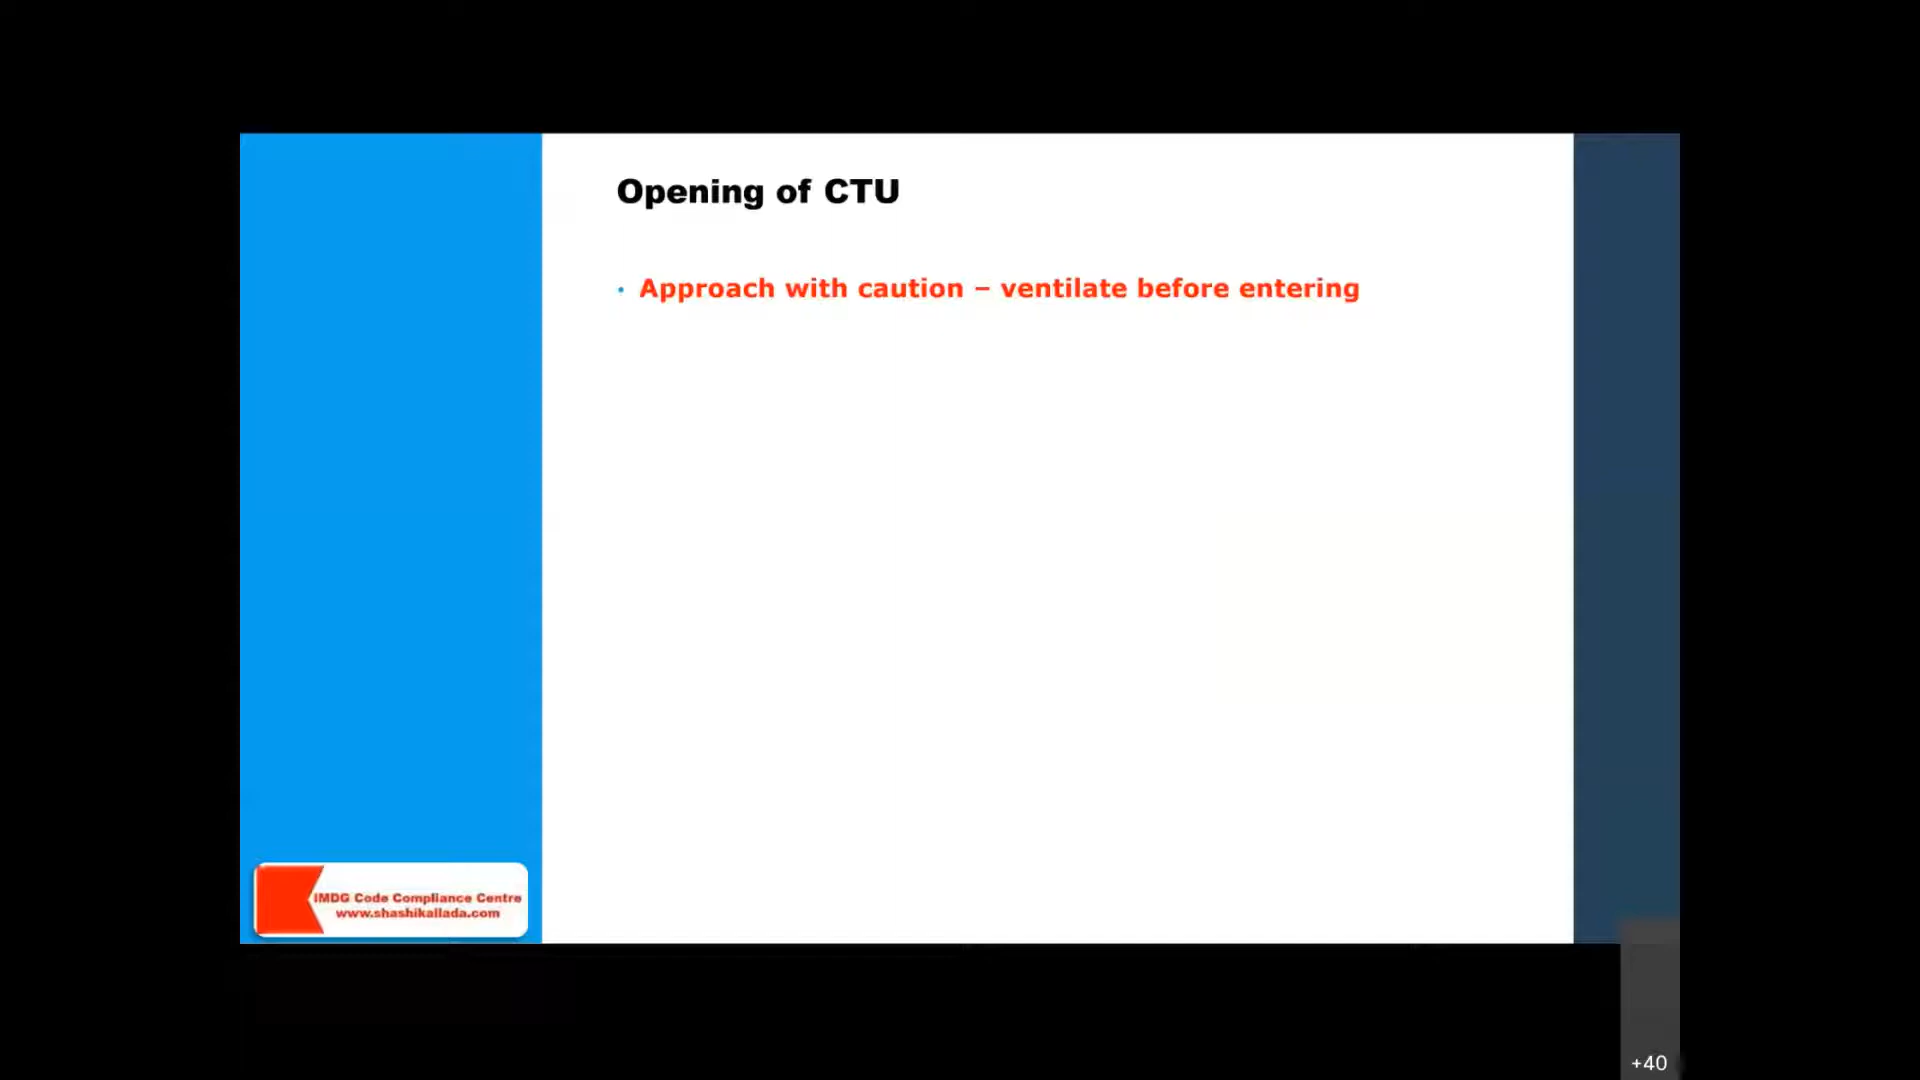 Opening of CTU
• Approach with caution – ventilate before entering
IMDG Code Compliance Centre
www.shashikallada.com
+40